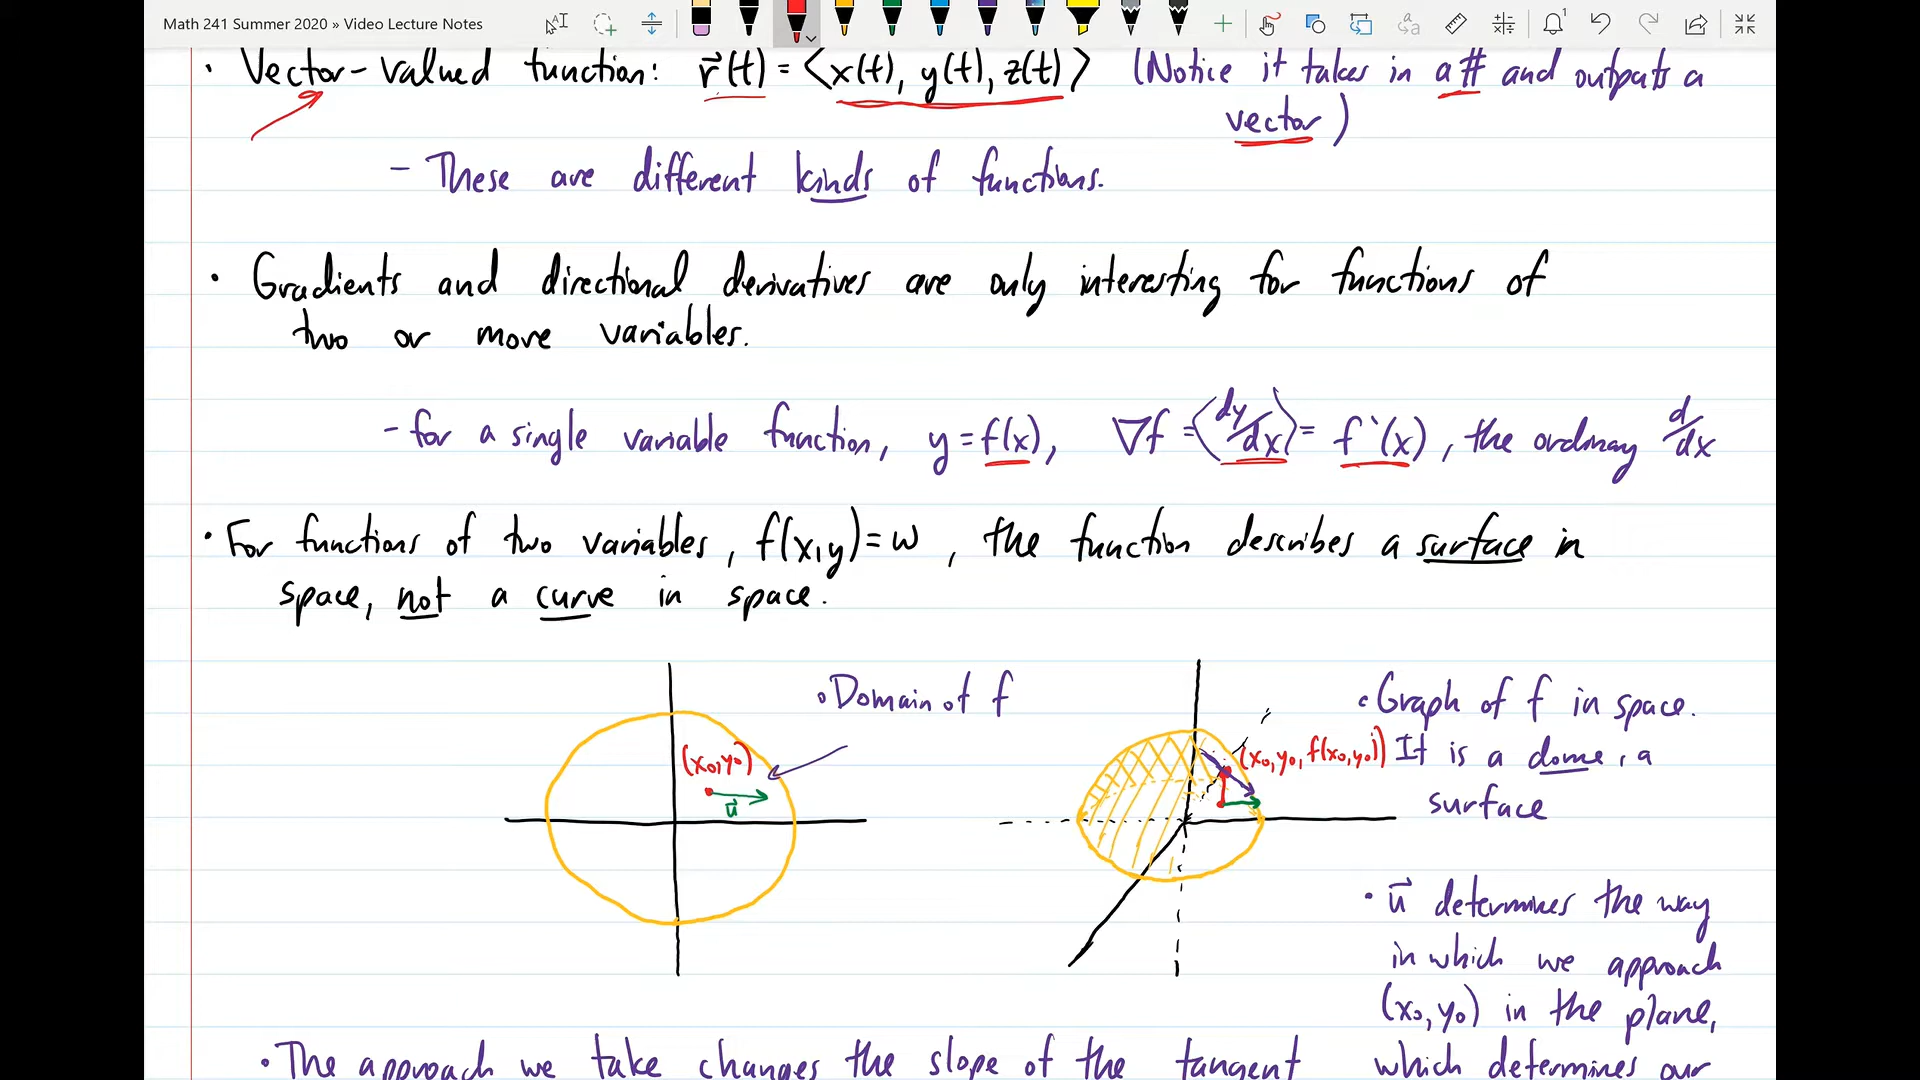 Math 241 Summer 2020 » Video Lecture Notes
• Vector-Valued function: r⃗(t) = ⟨x(t), y(t), z(t)⟩ (Notice it takes in a # and outputs a
vector)
- These are different kinds of functions.
• Gradients and directional derivatives are only interesting for functions of
two or more variables.
- for a single variable function, y = f(x), ∇f = ⟨dy/dx⟩ = f'(x), the ordinary d/dx
• For functions of two variables, f(x,y) = w, the function describes a surface in
space, not a curve in space.
• Domain of f
(x₀,y₀)
u⃗
• Graph of f in space.
(x₀, y₀, f(x₀,y₀))
It is a dome, a
surface
• u⃗ determines the way
in which we approach
(x₀, y₀) in the plane,
which determines our
• The approach we take changes the slope of the tangent